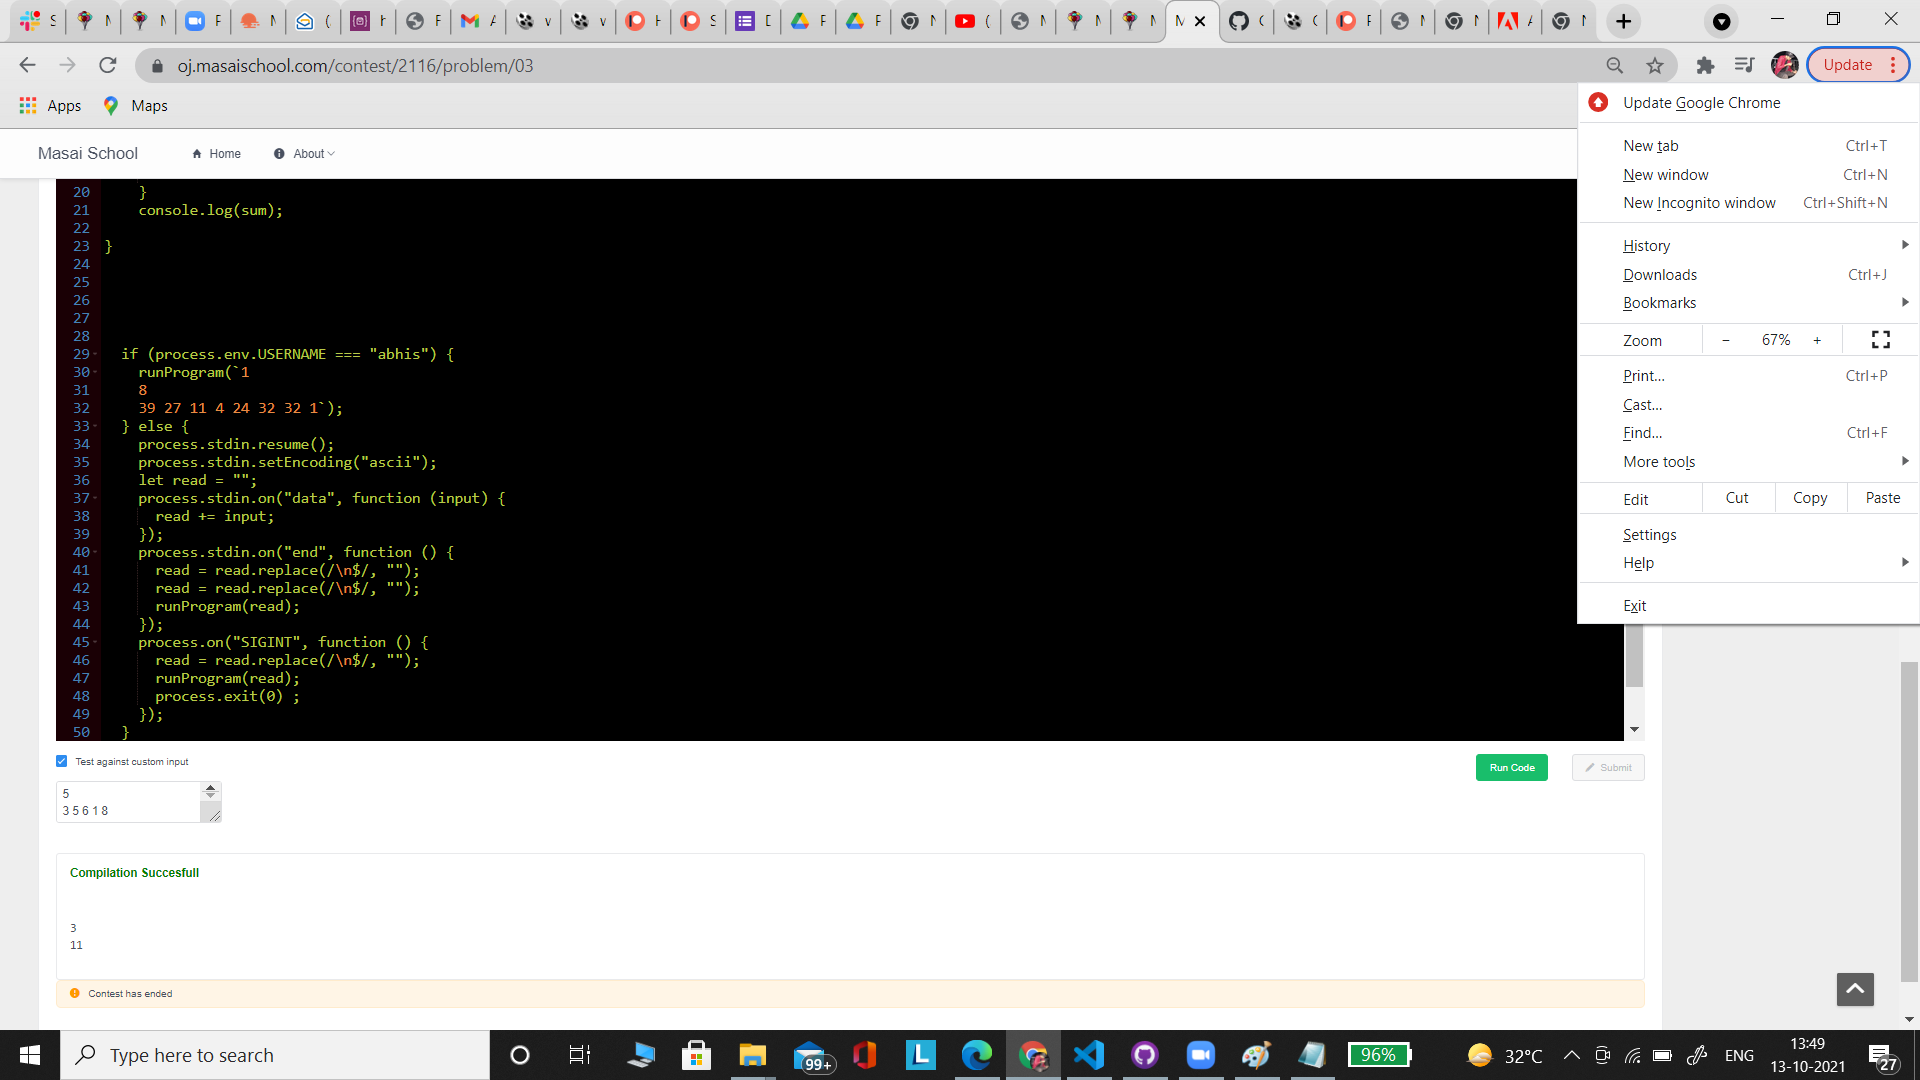 oj.masaischool.com/contest/2116/problem/03
Update
Apps
Maps
Update Google Chrome
New tab Ctrl+T
New window Ctrl+N
New Incognito window Ctrl+Shift+N
History
Downloads Ctrl+J
Bookmarks
Zoom - 67% +
Print... Ctrl+P
Cast...
Find... Ctrl+F
More tools
Edit Cut Copy Paste
Settings
Help
Exit
Masai School
Home
About
20 }
21 console.log(sum);
22
23 }
24
25
26
27
28
29 if (process.env.USERNAME === "abhis") {
30 runProgram(`1
31 8
32 39 27 11 4 24 32 32 1`);
33 } else {
34 process.stdin.resume();
35 process.stdin.setEncoding("ascii");
36 let read = "";
37 process.stdin.on("data", function (input) {
38 read += input;
39 });
40 process.stdin.on("end", function () {
41 read = read.replace(/\n$/, "");
42 read = read.replace(/\n$/, "");
43 runProgram(read);
44 });
45 process.on("SIGINT", function () {
46 read = read.replace(/\n$/, "");
47 runProgram(read);
48 process.exit(0) ;
49 });
50 }
Test against custom input
Run Code
Submit
5
3 5 6 1 8
Compilation Succesfull
3
11
Contest has ended
Type here to search
99+
96%
32°C
ENG
13:49
13-10-2021
27